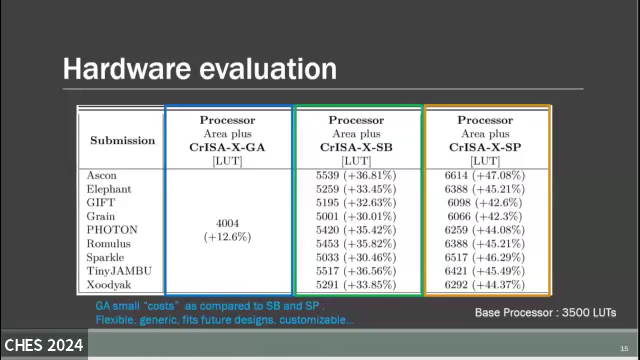 Hardware evaluation
Submission
Processor
Area plus
CrISA-X-GA
[LUT]
Processor
Area plus
CrISA-X-SB
[LUT]
Processor
Area plus
CrISA-X-SP
[LUT]
4004
(+12.6%)
Ascon 5539 (+36.81%) 6614 (+47.08%)
Elephant 5259 (+33.45%) 6388 (+45.21%)
GIFT 5195 (+32.63%) 6098 (+42.6%)
Grain 5001 (+30.01%) 6066 (+42.3%)
PHOTON 5420 (+35.42%) 6259 (+44.08%)
Romulus 5453 (+35.82%) 6388 (+45.21%)
Sparkle 5033 (+30.46%) 6517 (+46.29%)
TinyJAMBU 5517 (+36.56%) 6421 (+45.49%)
Xoodyak 5291 (+33.85%) 6292 (+44.37%)
GA small “costs” as compared to SB and SP .
Flexible, generic, fits future designs, customizable…
Base Processor : 3500 LUTs
CHES 2024
15